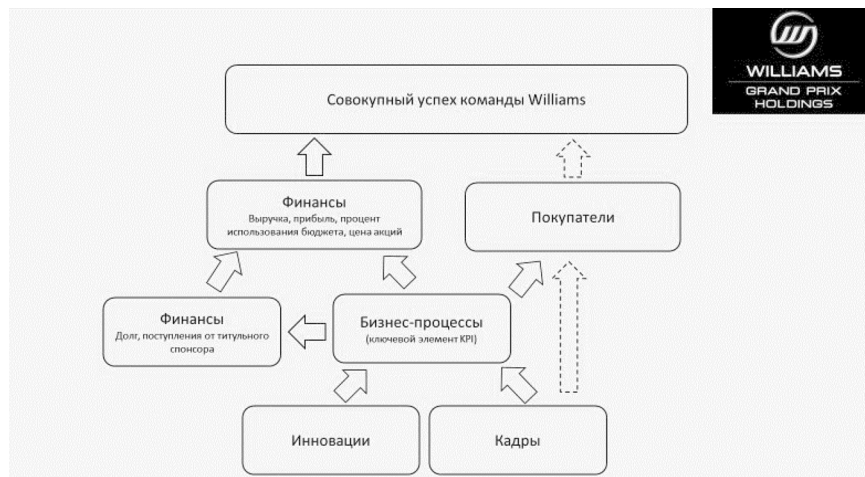 WILLIAMS
GRAND PRIX
HOLDINGS
Совокупный успех команды Williams
Финансы
Выручка, прибыль, процент
использования бюджета, цена акций
Покупатели
Финансы
Долг, поступления от титульного
спонсора
Бизнес-процессы
(ключевой элемент KPI)
Инновации
Кадры